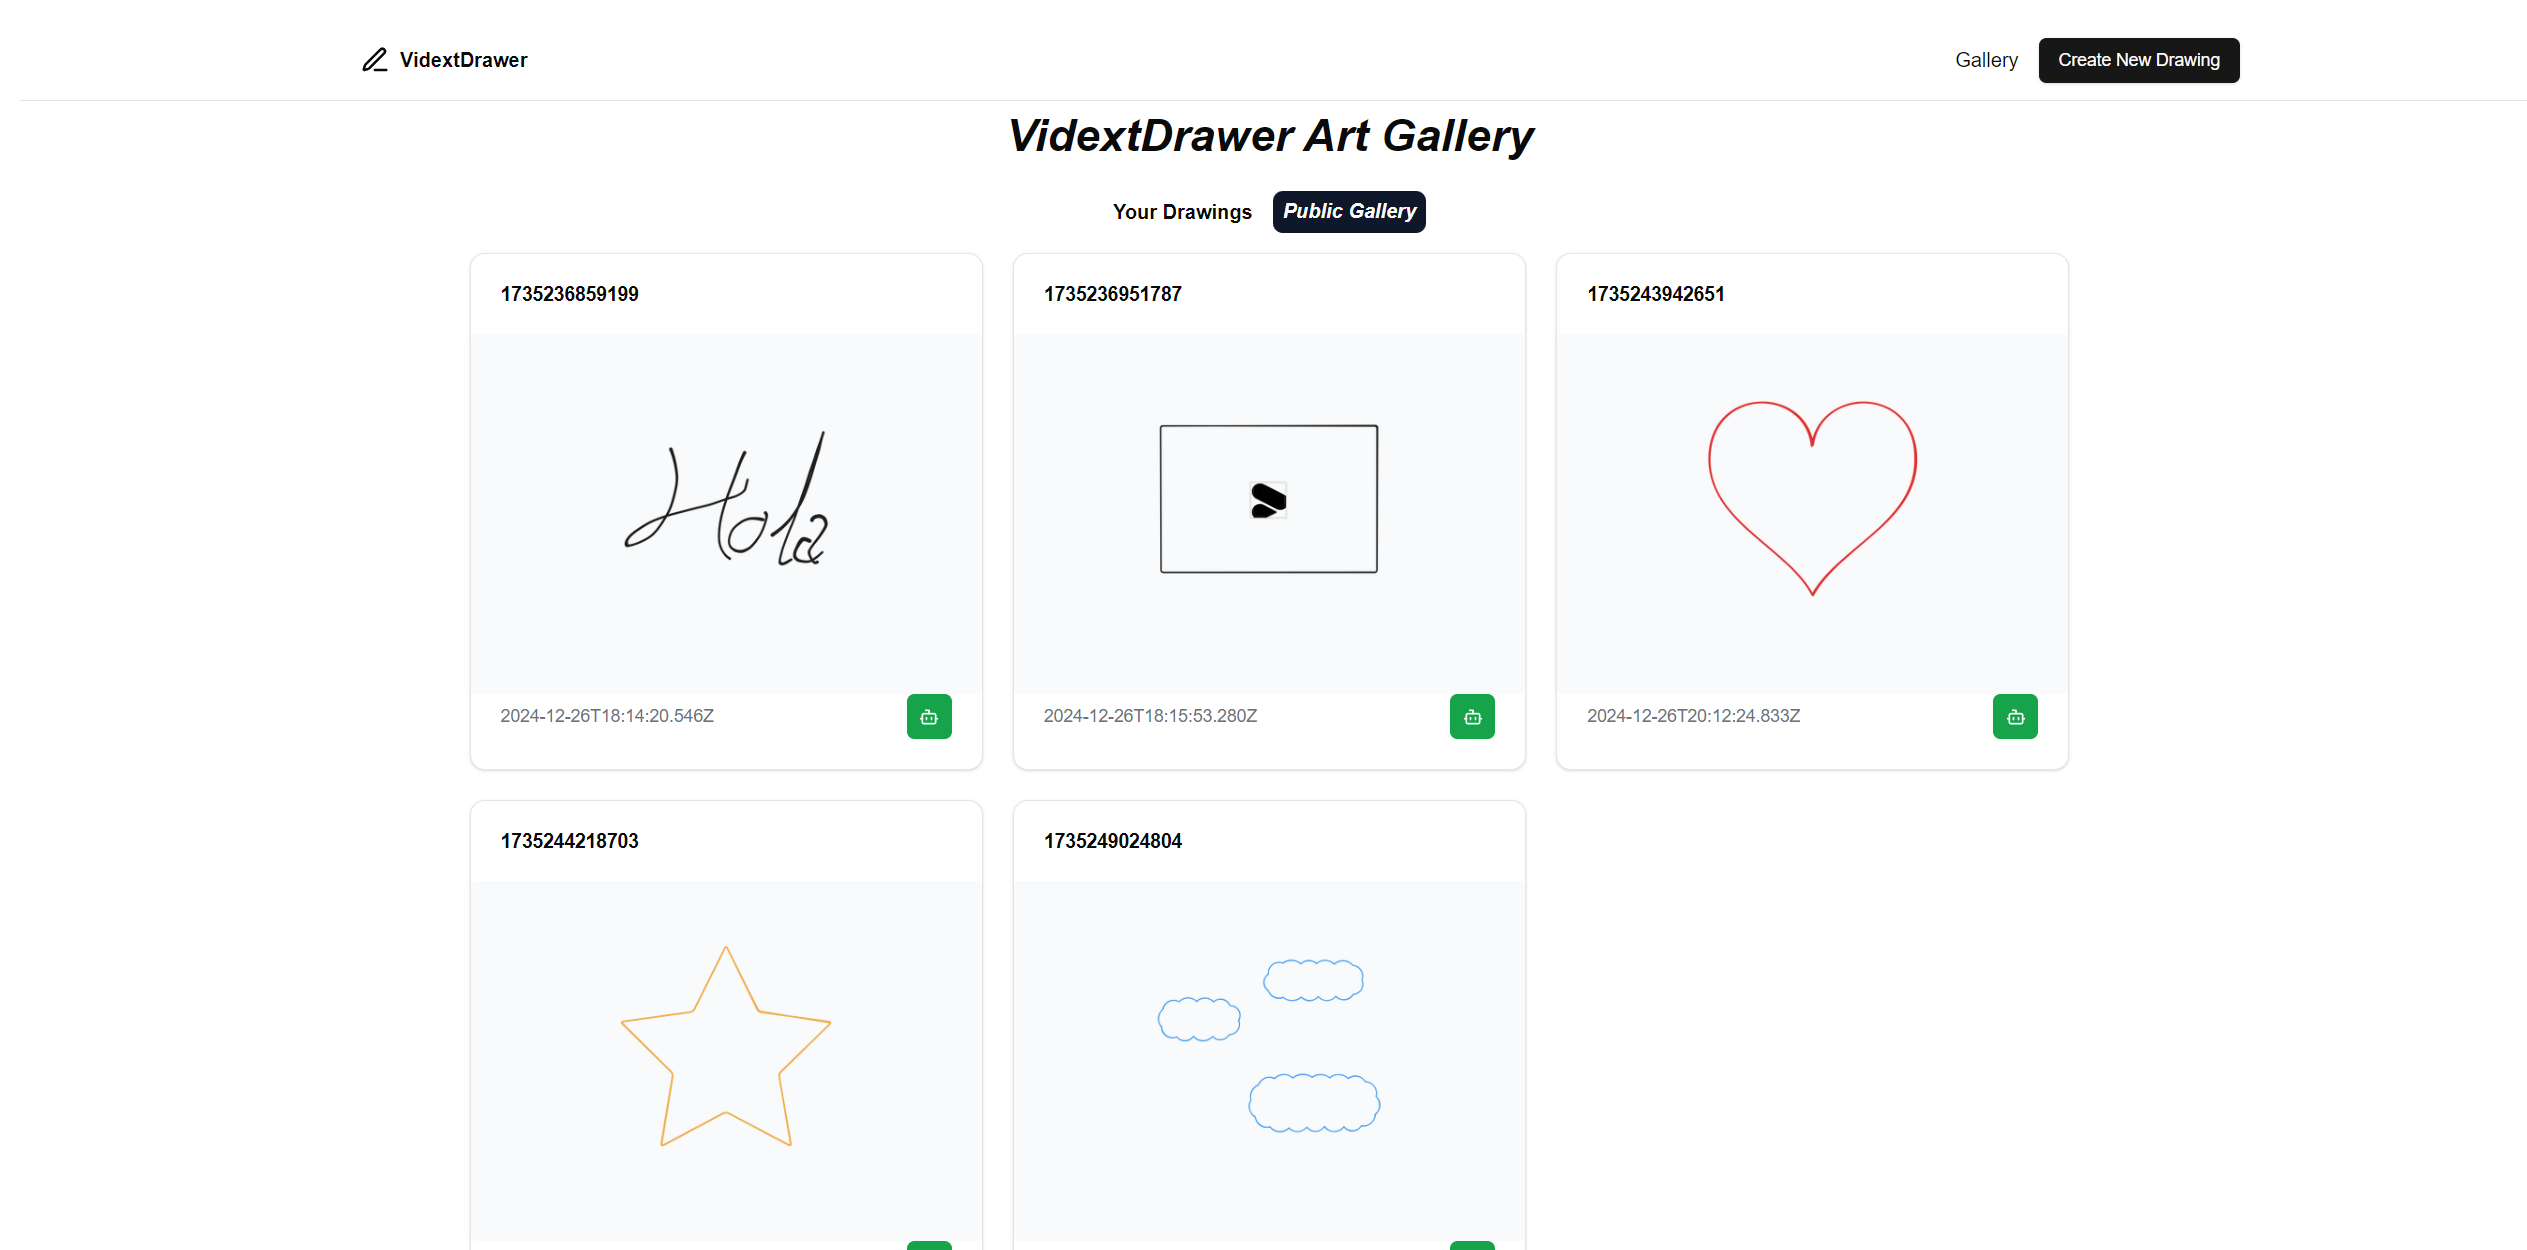 VidextDrawer
Gallery
Create New Drawing
VidextDrawer Art Gallery
Your Drawings
Public Gallery
1735236859199
1735236951787
1735243942651
Hola
2024-12-26T18:14:20.546Z
2024-12-26T18:15:53.280Z
2024-12-26T20:12:24.833Z
1735244218703
1735249024804